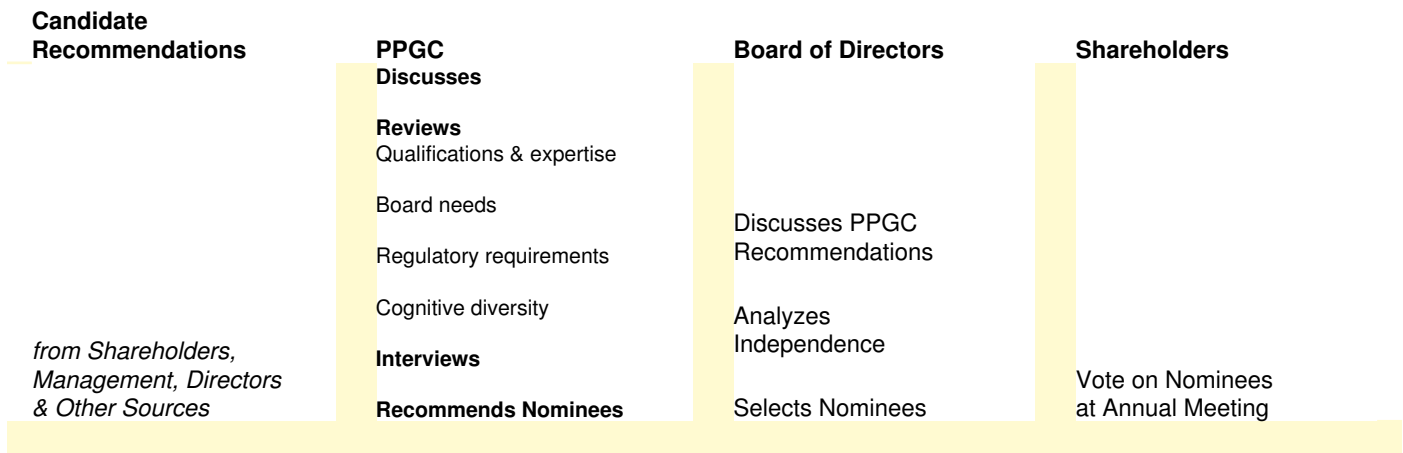 Candidate
Recommendations
from Shareholders,
Management, Directors
& Other Sources
PPGC
Discusses
Reviews
Qualifications & expertise
Board needs
Regulatory requirements
Cognitive diversity
Interviews
Recommends Nominees
Board of Directors
Discusses PPGC
Recommendations
Analyzes
Independence
Selects Nominees
Shareholders
Vote on Nominees
at Annual Meeting